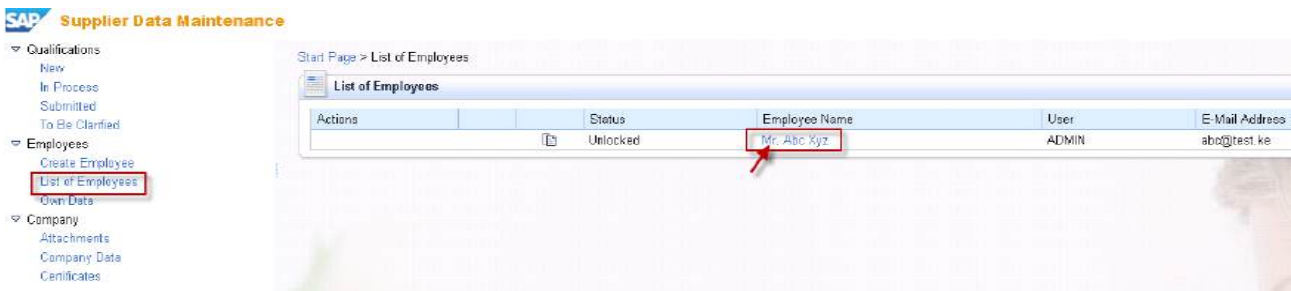 SAP Supplier Data Maintenance
Qualifications
New
In Process
Submitted
To Be Clarified
Employees
Create Employee
List of Employees
Own Data
Company
Attachments
Company Data
Certificates
Start Page > List of Employees
List of Employees
Actions Status Employee Name User E-Mail Address
Unlocked Mr. Abc Xyz ADMIN abc@test.ke